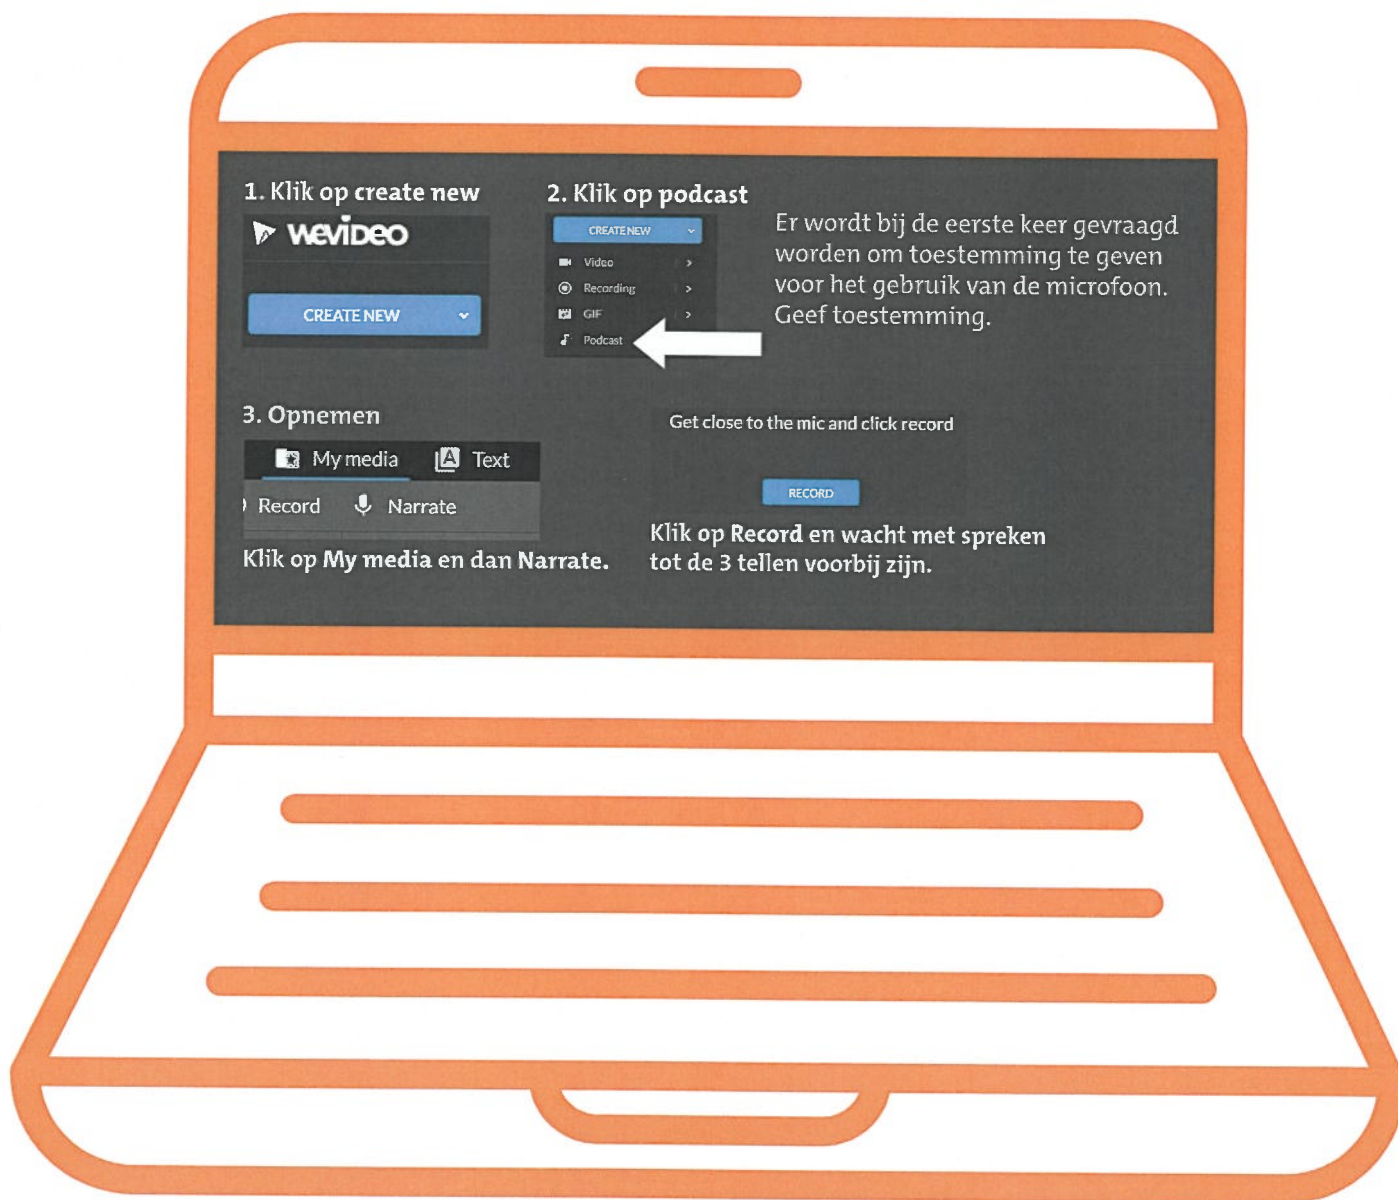 1. Klik op create new
WeVideo
CREATE NEW
2. Klik op podcast
CREATE NEW
Video
Recording
GIF
Podcast
Er wordt bij de eerste keer gevraagd
worden om toestemming te geven
voor het gebruik van de microfoon.
Geef toestemming.
3. Opnemen
My media
Text
Record
Narrate
Klik op My media en dan Narrate.
Get close to the mic and click record
RECORD
Klik op Record en wacht met spreken
tot de 3 tellen voorbij zijn.